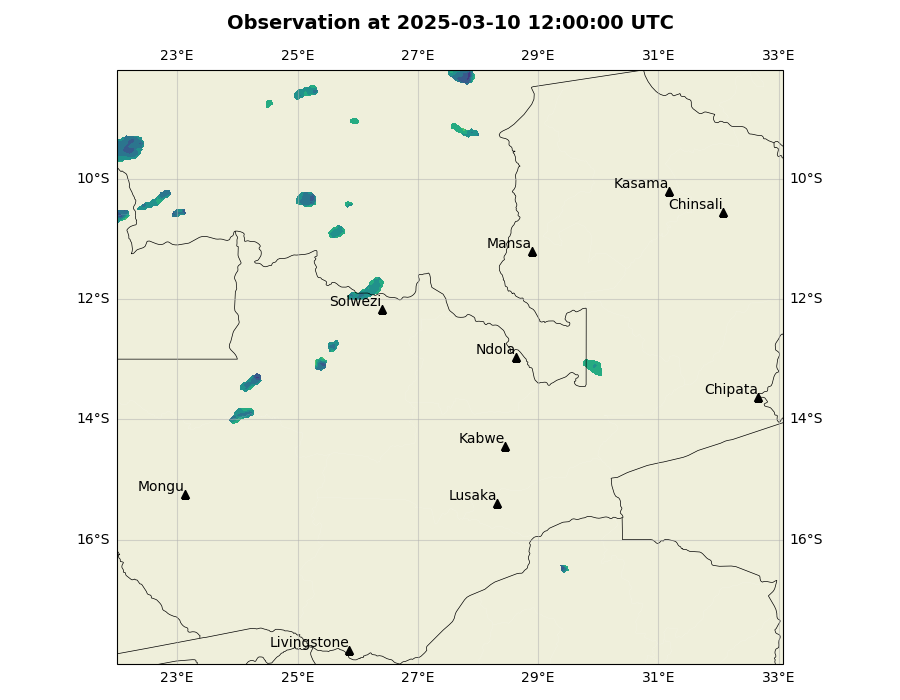 Observation at 2025-03-10 12:00:00 UTC
23°E 25°E 27°E 29°E 31°E 33°E
10°S 10°S
Kasama
Chinsali
Mansa
12°S 12°S
Solwezi
Ndola
Chipata
14°S 14°S
Kabwe
Mongu
Lusaka
16°S 16°S
Livingstone
23°E 25°E 27°E 29°E 31°E 33°E